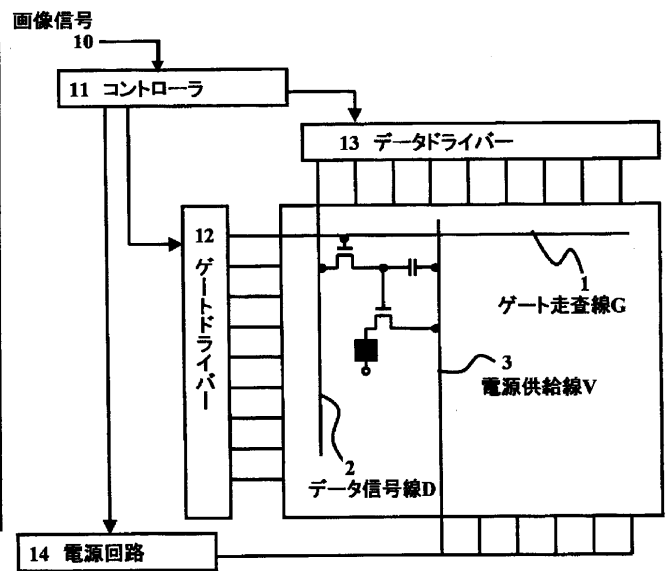 画像信号
10
11 コントローラ
13 データドライバー
12
ゲートドライバー
1
ゲート走査線G
3
電源供給線V
2
データ信号線D
14 電源回路